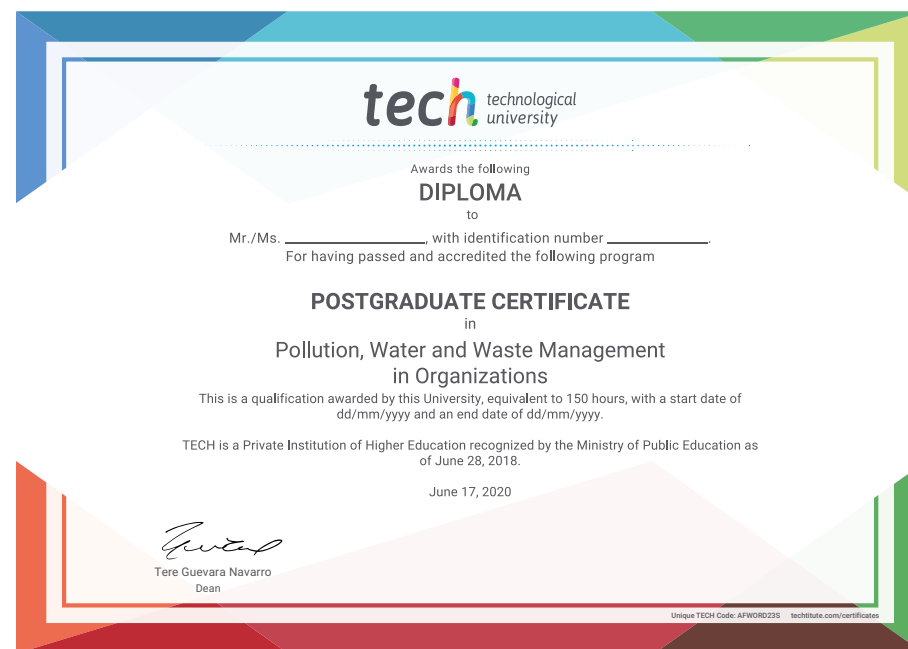 tech technological
university
Awards the following
DIPLOMA
to
Mr./Ms. ____________________, with identification number ______________.
For having passed and accredited the following program
POSTGRADUATE CERTIFICATE
in
Pollution, Water and Waste Management
in Organizations
This is a qualification awarded by this University, equivalent to 150 hours, with a start date of
dd/mm/yyyy and an end date of dd/mm/yyyy.
TECH is a Private Institution of Higher Education recognized by the Ministry of Public Education as
of June 28, 2018.
June 17, 2020
Tere Guevara Navarro
Dean
Unique TECH Code: AFWORD23S techtitute.com/certificates